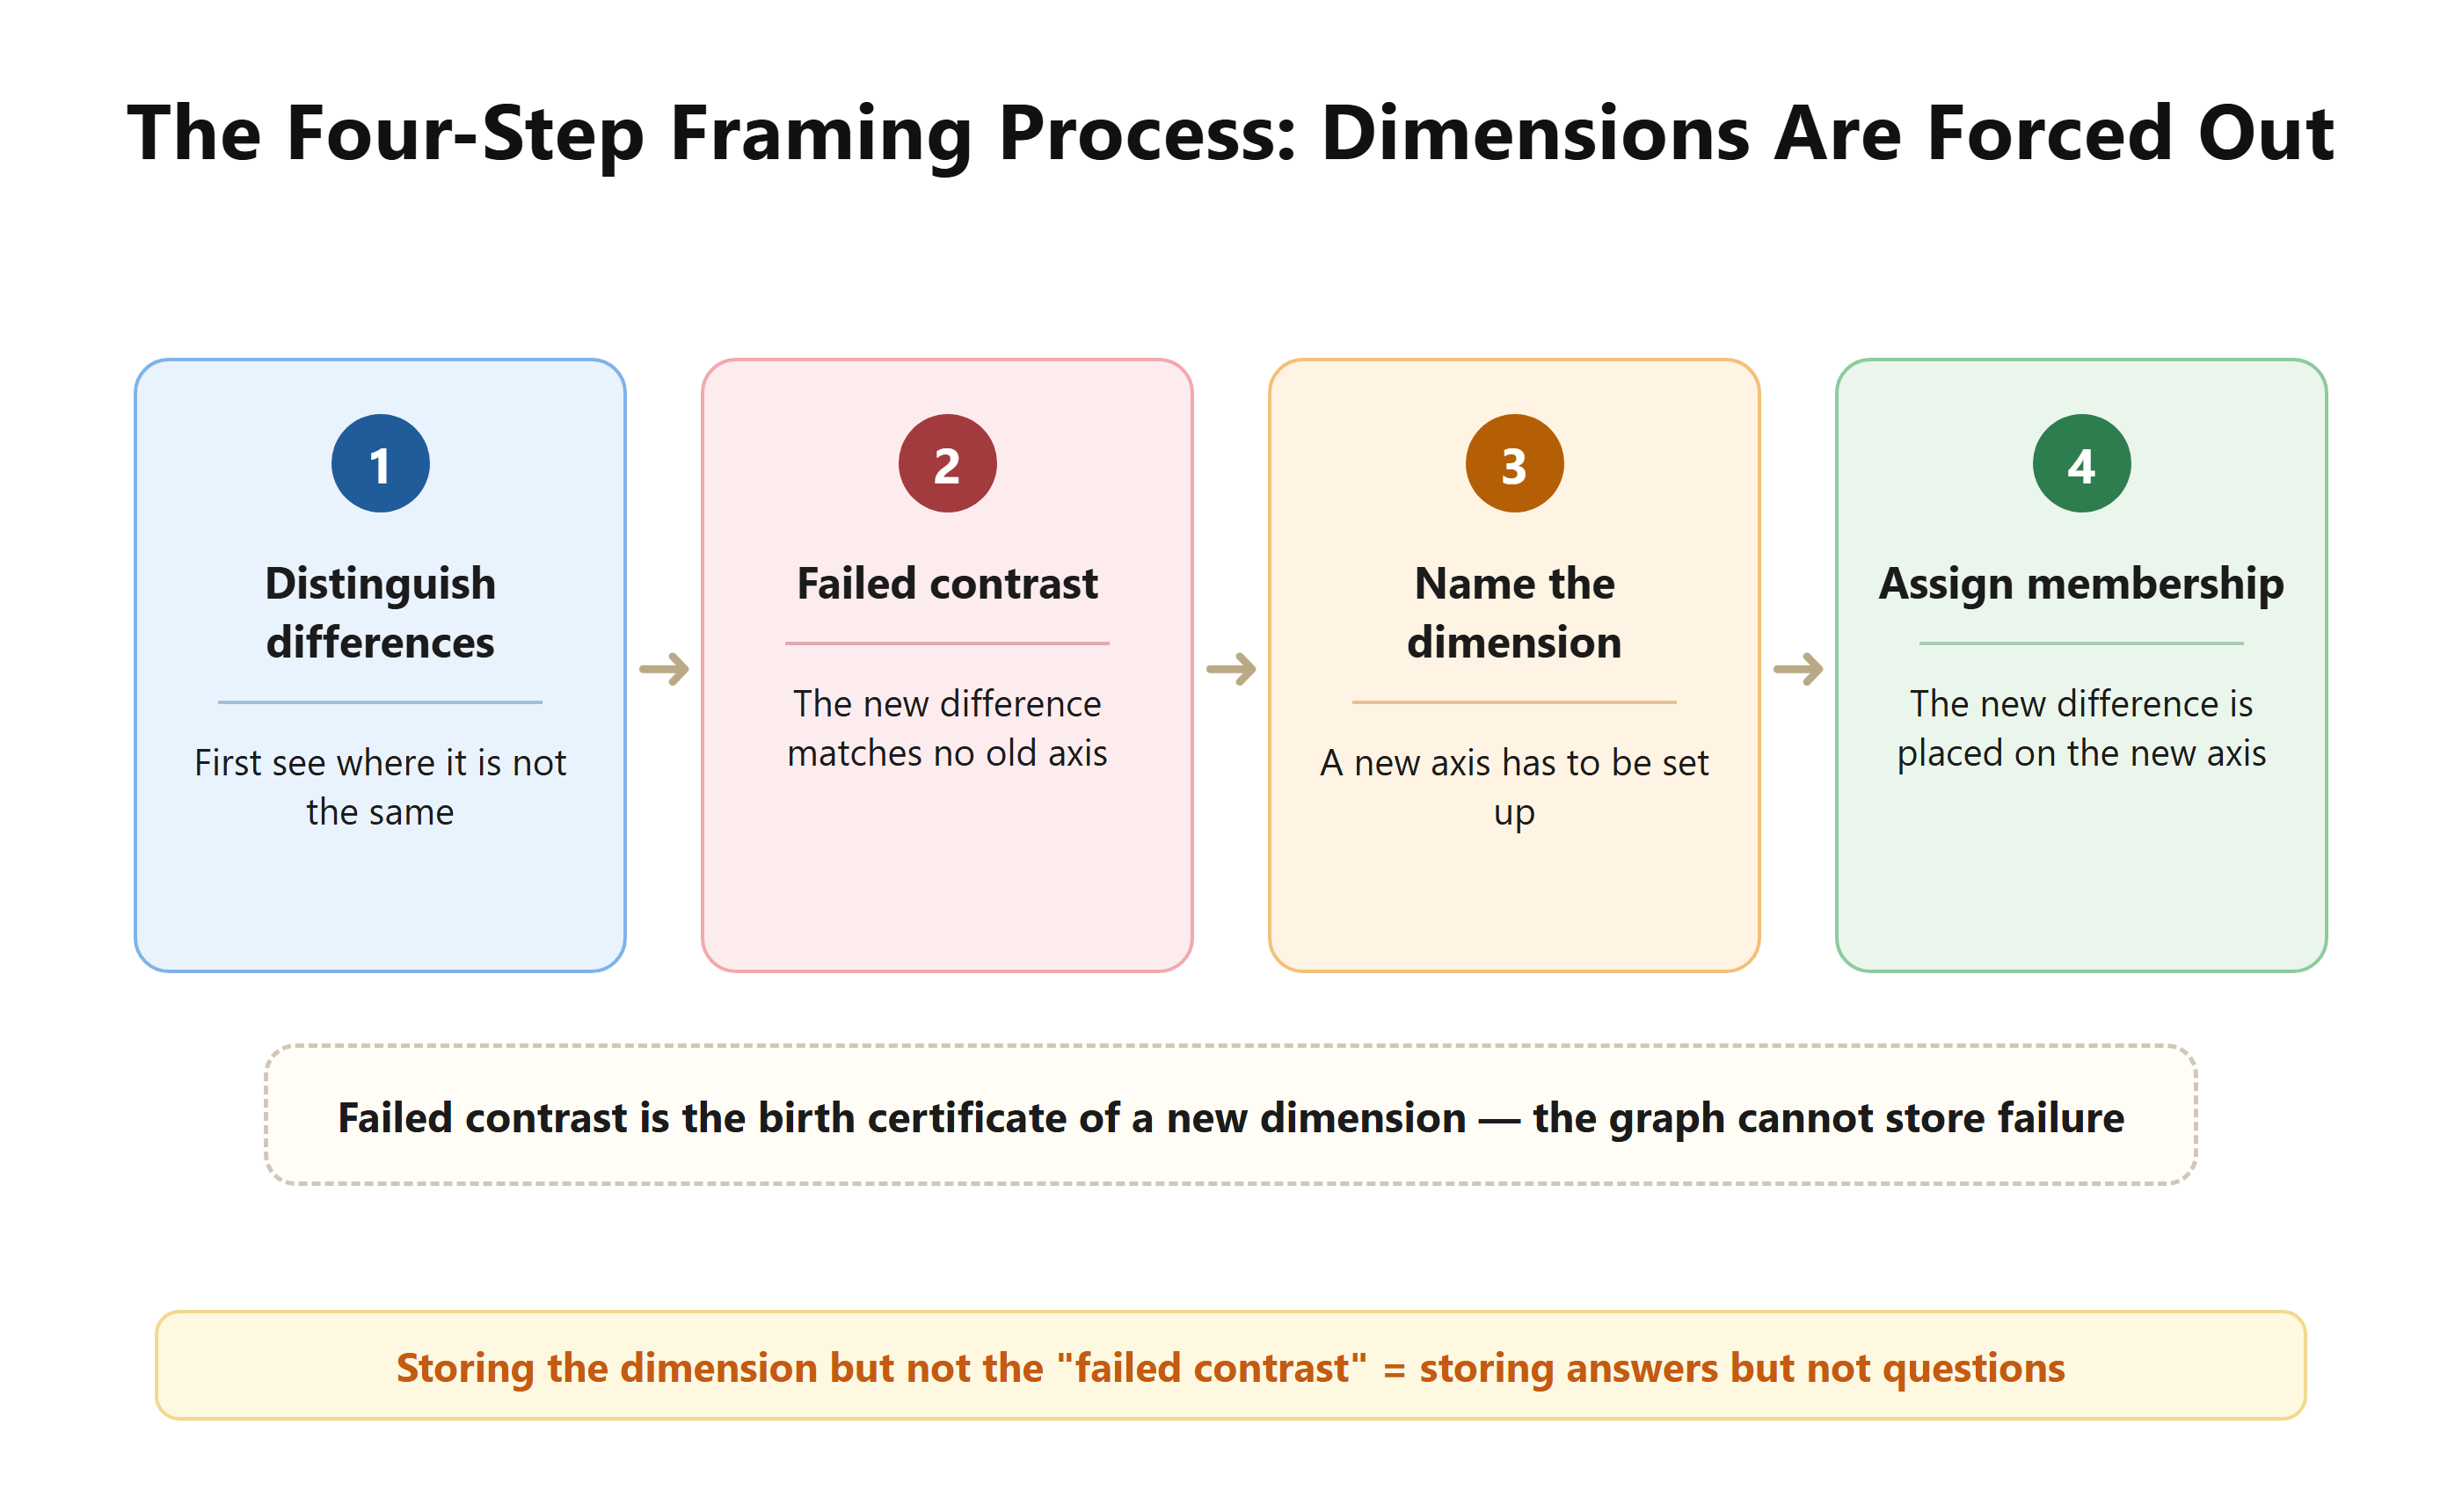 The Four-Step Framing Process: Dimensions Are Forced Out
1
Distinguish
differences
First see where it is not
the same
→
2
Failed contrast
The new difference
matches no old axis
→
3
Name the
dimension
A new axis has to be set
up
→
4
Assign membership
The new difference is
placed on the new axis
Failed contrast is the birth certificate of a new dimension — the graph cannot store failure
Storing the dimension but not the "failed contrast" = storing answers but not questions